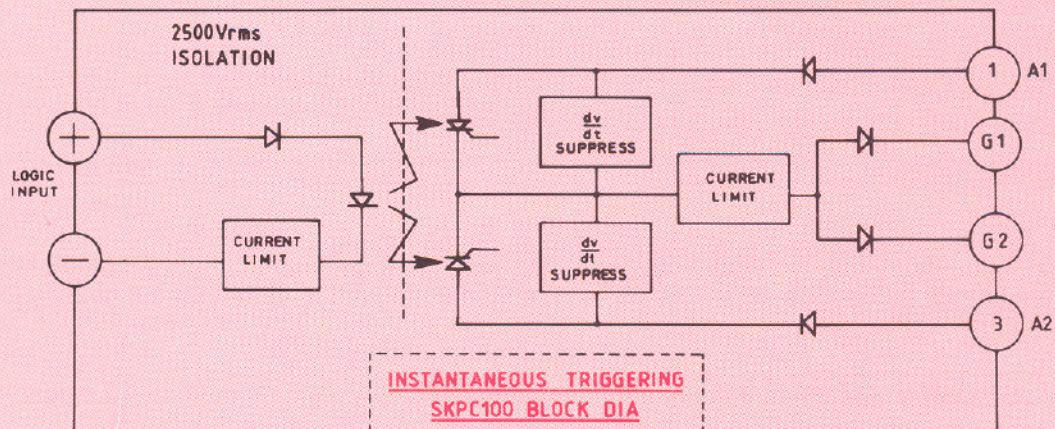 2500Vrms
ISOLATION
1
A1
+
LOGIC
INPUT
−
CURRENT
LIMIT
dv
dt
SUPPRESS
CURRENT
LIMIT
G1
G2
dv
dt
SUPPRESS
3
A2
INSTANTANEOUS TRIGGERING
SKPC100 BLOCK DIA